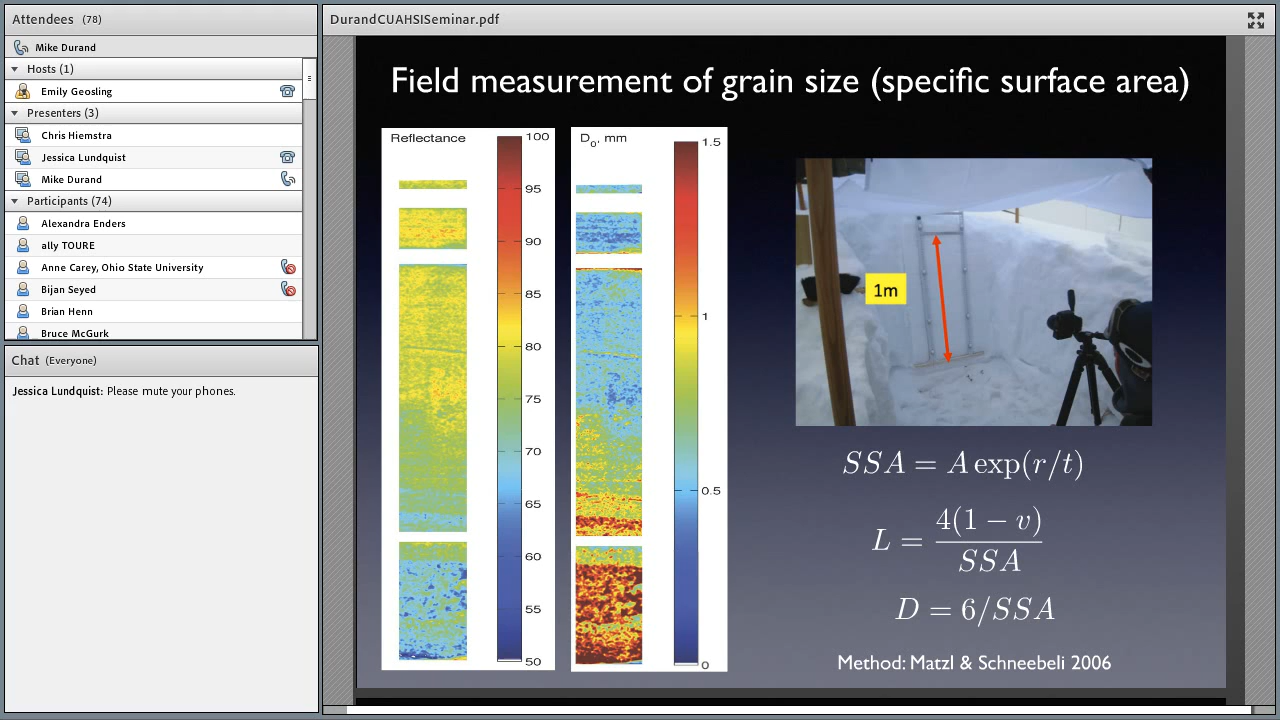 Attendees (78)
Mike Durand
Hosts (1)
Emily Geosling
Presenters (3)
Chris Hiemstra
Jessica Lundquist
Mike Durand
Participants (74)
Alexandra Enders
ally TOURE
Anne Carey, Ohio State University
Bijan Seyed
Brian Henn
Bruce McGurk
Chat (Everyone)
Jessica Lundquist: Please mute your phones.
DurandCUAHSISeminar.pdf
Field measurement of grain size (specific surface area)
Reflectance
100
95
90
85
80
75
70
65
60
55
50
D₀, mm
1.5
1
0.5
0
1m
SSA = A exp(r/t)
L = 4(1 − v) / SSA
D = 6/SSA
Method: Matzl & Schneebeli 2006